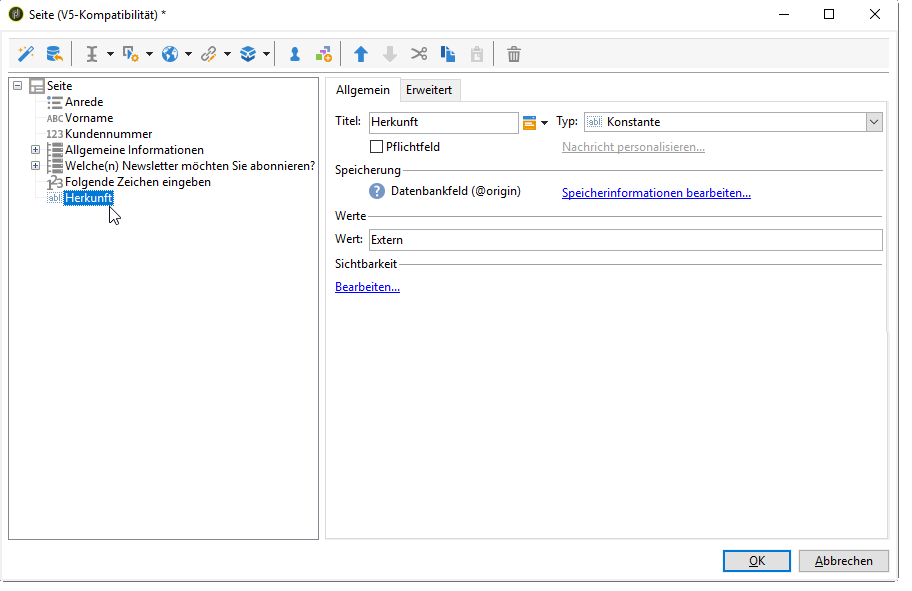 Seite (V5-Kompatibilität) *
Seite
Anrede
ABC Vorname
123 Kundennummer
Allgemeine Informationen
Welche(n) Newsletter möchten Sie abonnieren?
123 Folgende Zeichen eingeben
abl Herkunft
Allgemein Erweitert
Titel: Herkunft Typ: abl Konstante
Pflichtfeld Nachricht personalisieren...
Speicherung
? Datenbankfeld (@origin) Speicherinformationen bearbeiten...
Werte
Wert: Extern
Sichtbarkeit
Bearbeiten...
OK Abbrechen